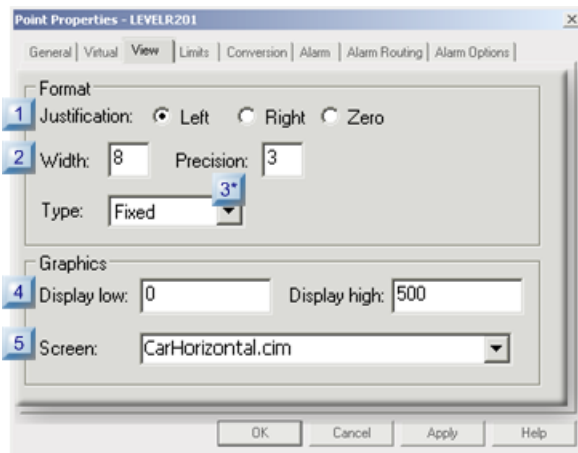 Point Properties - LEVELR201
General Virtual View Limits Conversion Alarm Alarm Routing Alarm Options
Format
1 Justification: Left Right Zero
2 Width: 8 Precision: 3
3*
Type: Fixed
Graphics
4 Display low: 0 Display high: 500
5 Screen: CarHorizontal.cim
OK Cancel Apply Help